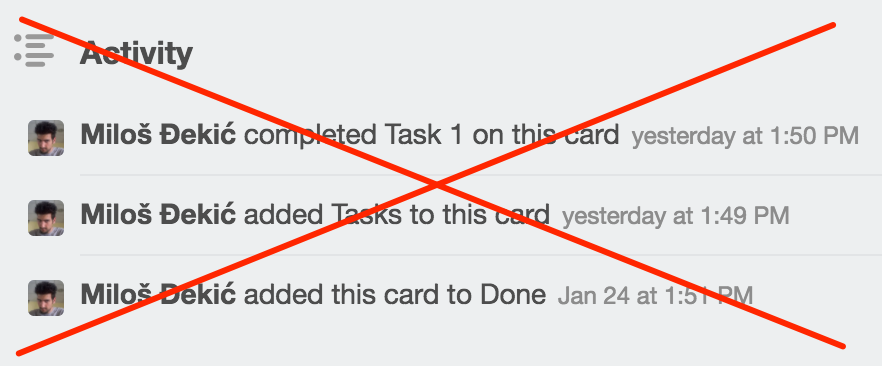 Activity
Miloš Đekić completed Task 1 on this card yesterday at 1:50 PM
Miloš Đekić added Tasks to this card yesterday at 1:49 PM
Miloš Đekić added this card to Done Jan 24 at 1:51 PM